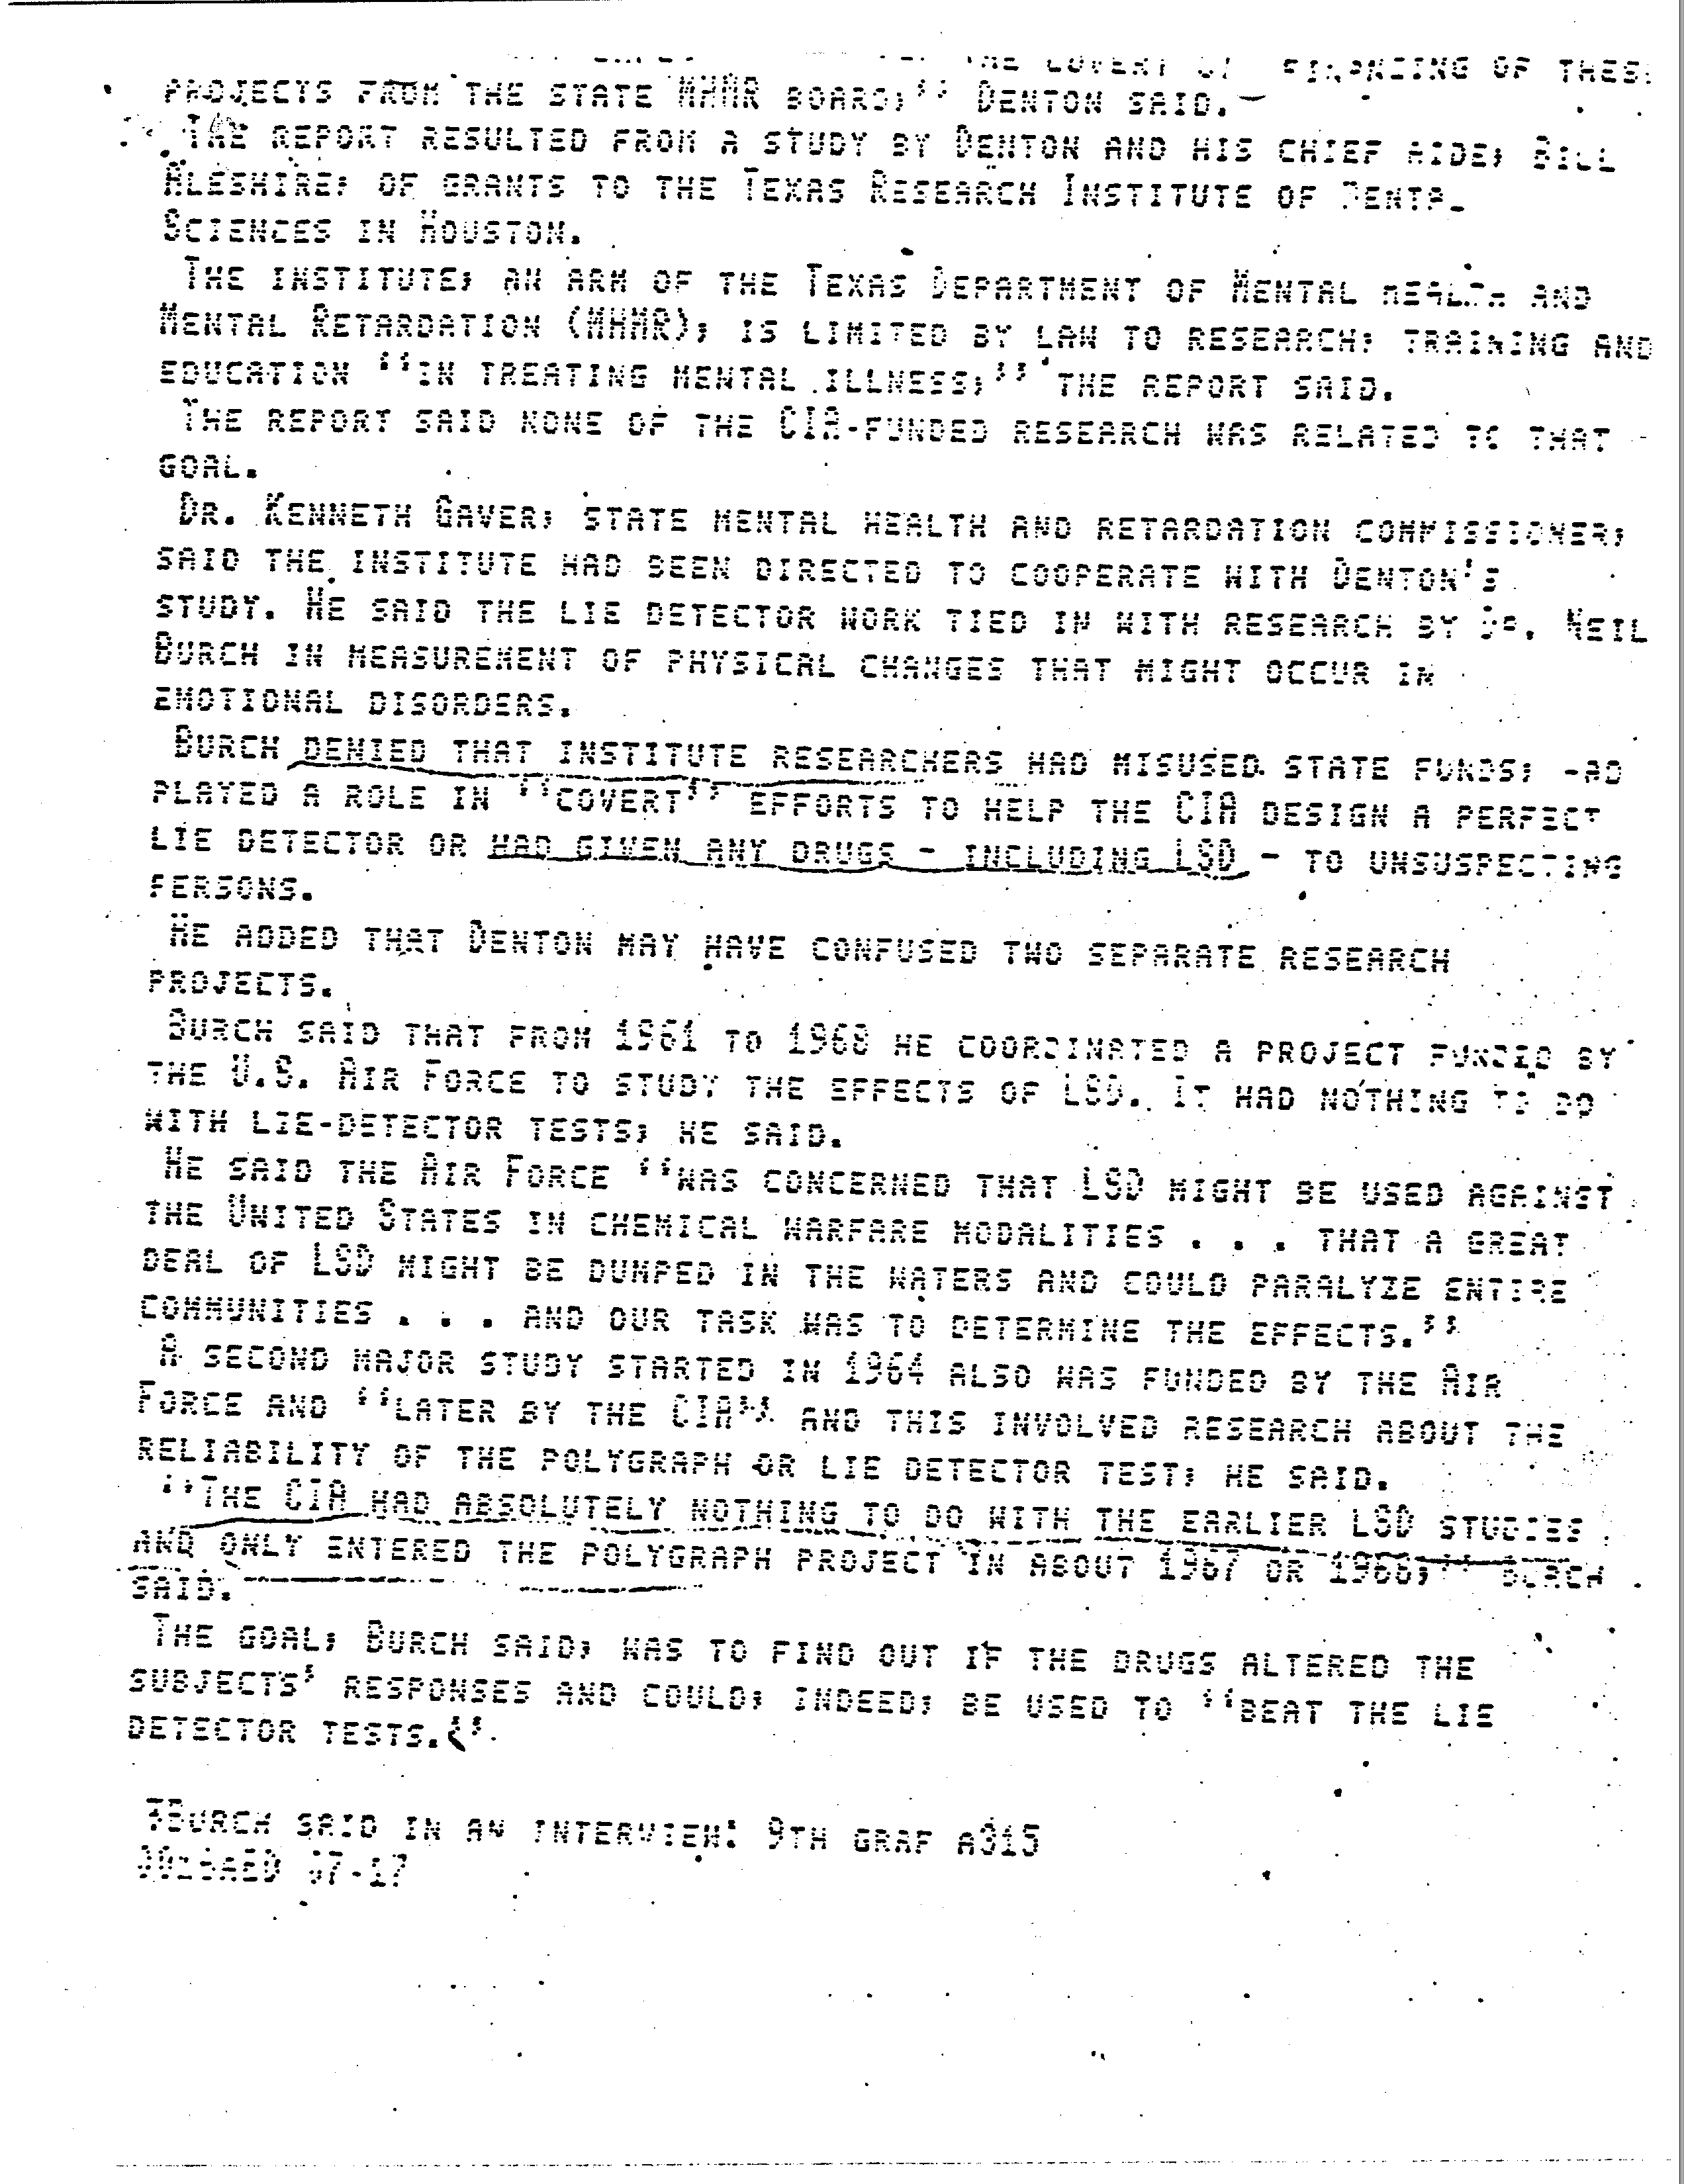 THE COVERT FINANCING OF THESE
PROJECTS FROM THE STATE MHMR BOARD,'' DENTON SAID.
THE REPORT RESULTED FROM A STUDY BY DENTON AND HIS CHIEF AIDE, BILL
ALESHIRE, OF GRANTS TO THE TEXAS RESEARCH INSTITUTE OF
SCIENCES IN HOUSTON.
THE INSTITUTE, AN ARM OF THE TEXAS DEPARTMENT OF MENTAL HEALTH AND
MENTAL RETARDATION (MHMR), IS LIMITED BY LAW TO RESEARCH, TRAINING AND
EDUCATION ''IN TREATING MENTAL ILLNESS,'' THE REPORT SAID.
THE REPORT SAID NONE OF THE CIA-FUNDED RESEARCH WAS RELATED TO THAT
GOAL.
DR. KENNETH GAVER, STATE MENTAL HEALTH AND RETARDATION COMMISSIONER,
SAID THE INSTITUTE HAD BEEN DIRECTED TO COOPERATE WITH DENTON'S
STUDY. HE SAID THE LIE DETECTOR WORK TIED IN WITH RESEARCH BY DR. NEIL
BURCH IN MEASUREMENT OF PHYSICAL CHANGES THAT MIGHT OCCUR IN
EMOTIONAL DISORDERS.
BURCH DENIED THAT INSTITUTE RESEARCHERS HAD MISUSED STATE FUNDS, HAD
PLAYED A ROLE IN ''COVERT'' EFFORTS TO HELP THE CIA DESIGN A PERFECT
LIE DETECTOR OR HAD GIVEN ANY DRUGS - INCLUDING LSD - TO UNSUSPECTING
PERSONS.
HE ADDED THAT DENTON MAY HAVE CONFUSED TWO SEPARATE RESEARCH
PROJECTS.
BURCH SAID THAT FROM 1961 TO 1968 HE COORDINATED A PROJECT FUNDED BY
THE U.S. AIR FORCE TO STUDY THE EFFECTS OF LSD. IT HAD NOTHING TO DO
WITH LIE-DETECTOR TESTS, HE SAID.
HE SAID THE AIR FORCE ''WAS CONCERNED THAT LSD MIGHT BE USED AGAINST
THE UNITED STATES IN CHEMICAL WARFARE MODALITIES . . . THAT A GREAT
DEAL OF LSD MIGHT BE DUMPED IN THE WATERS AND COULD PARALYZE ENTIRE
COMMUNITIES . . . AND OUR TASK WAS TO DETERMINE THE EFFECTS.''
A SECOND MAJOR STUDY STARTED IN 1964 ALSO WAS FUNDED BY THE AIR
FORCE AND ''LATER BY THE CIA'' AND THIS INVOLVED RESEARCH ABOUT THE
RELIABILITY OF THE POLYGRAPH OR LIE DETECTOR TEST, HE SAID.
''THE CIA HAD ABSOLUTELY NOTHING TO DO WITH THE EARLIER LSD STUDIES
AND ONLY ENTERED THE POLYGRAPH PROJECT IN ABOUT 1967 OR 1968,'' BURCH
SAID.
THE GOAL, BURCH SAID, WAS TO FIND OUT IF THE DRUGS ALTERED THE
SUBJECTS' RESPONSES AND COULD, INDEED, BE USED TO ''BEAT THE LIE
DETECTOR TESTS.''
BURCH SAID IN AN INTERVIEW: 9TH GRAF A315
07-17